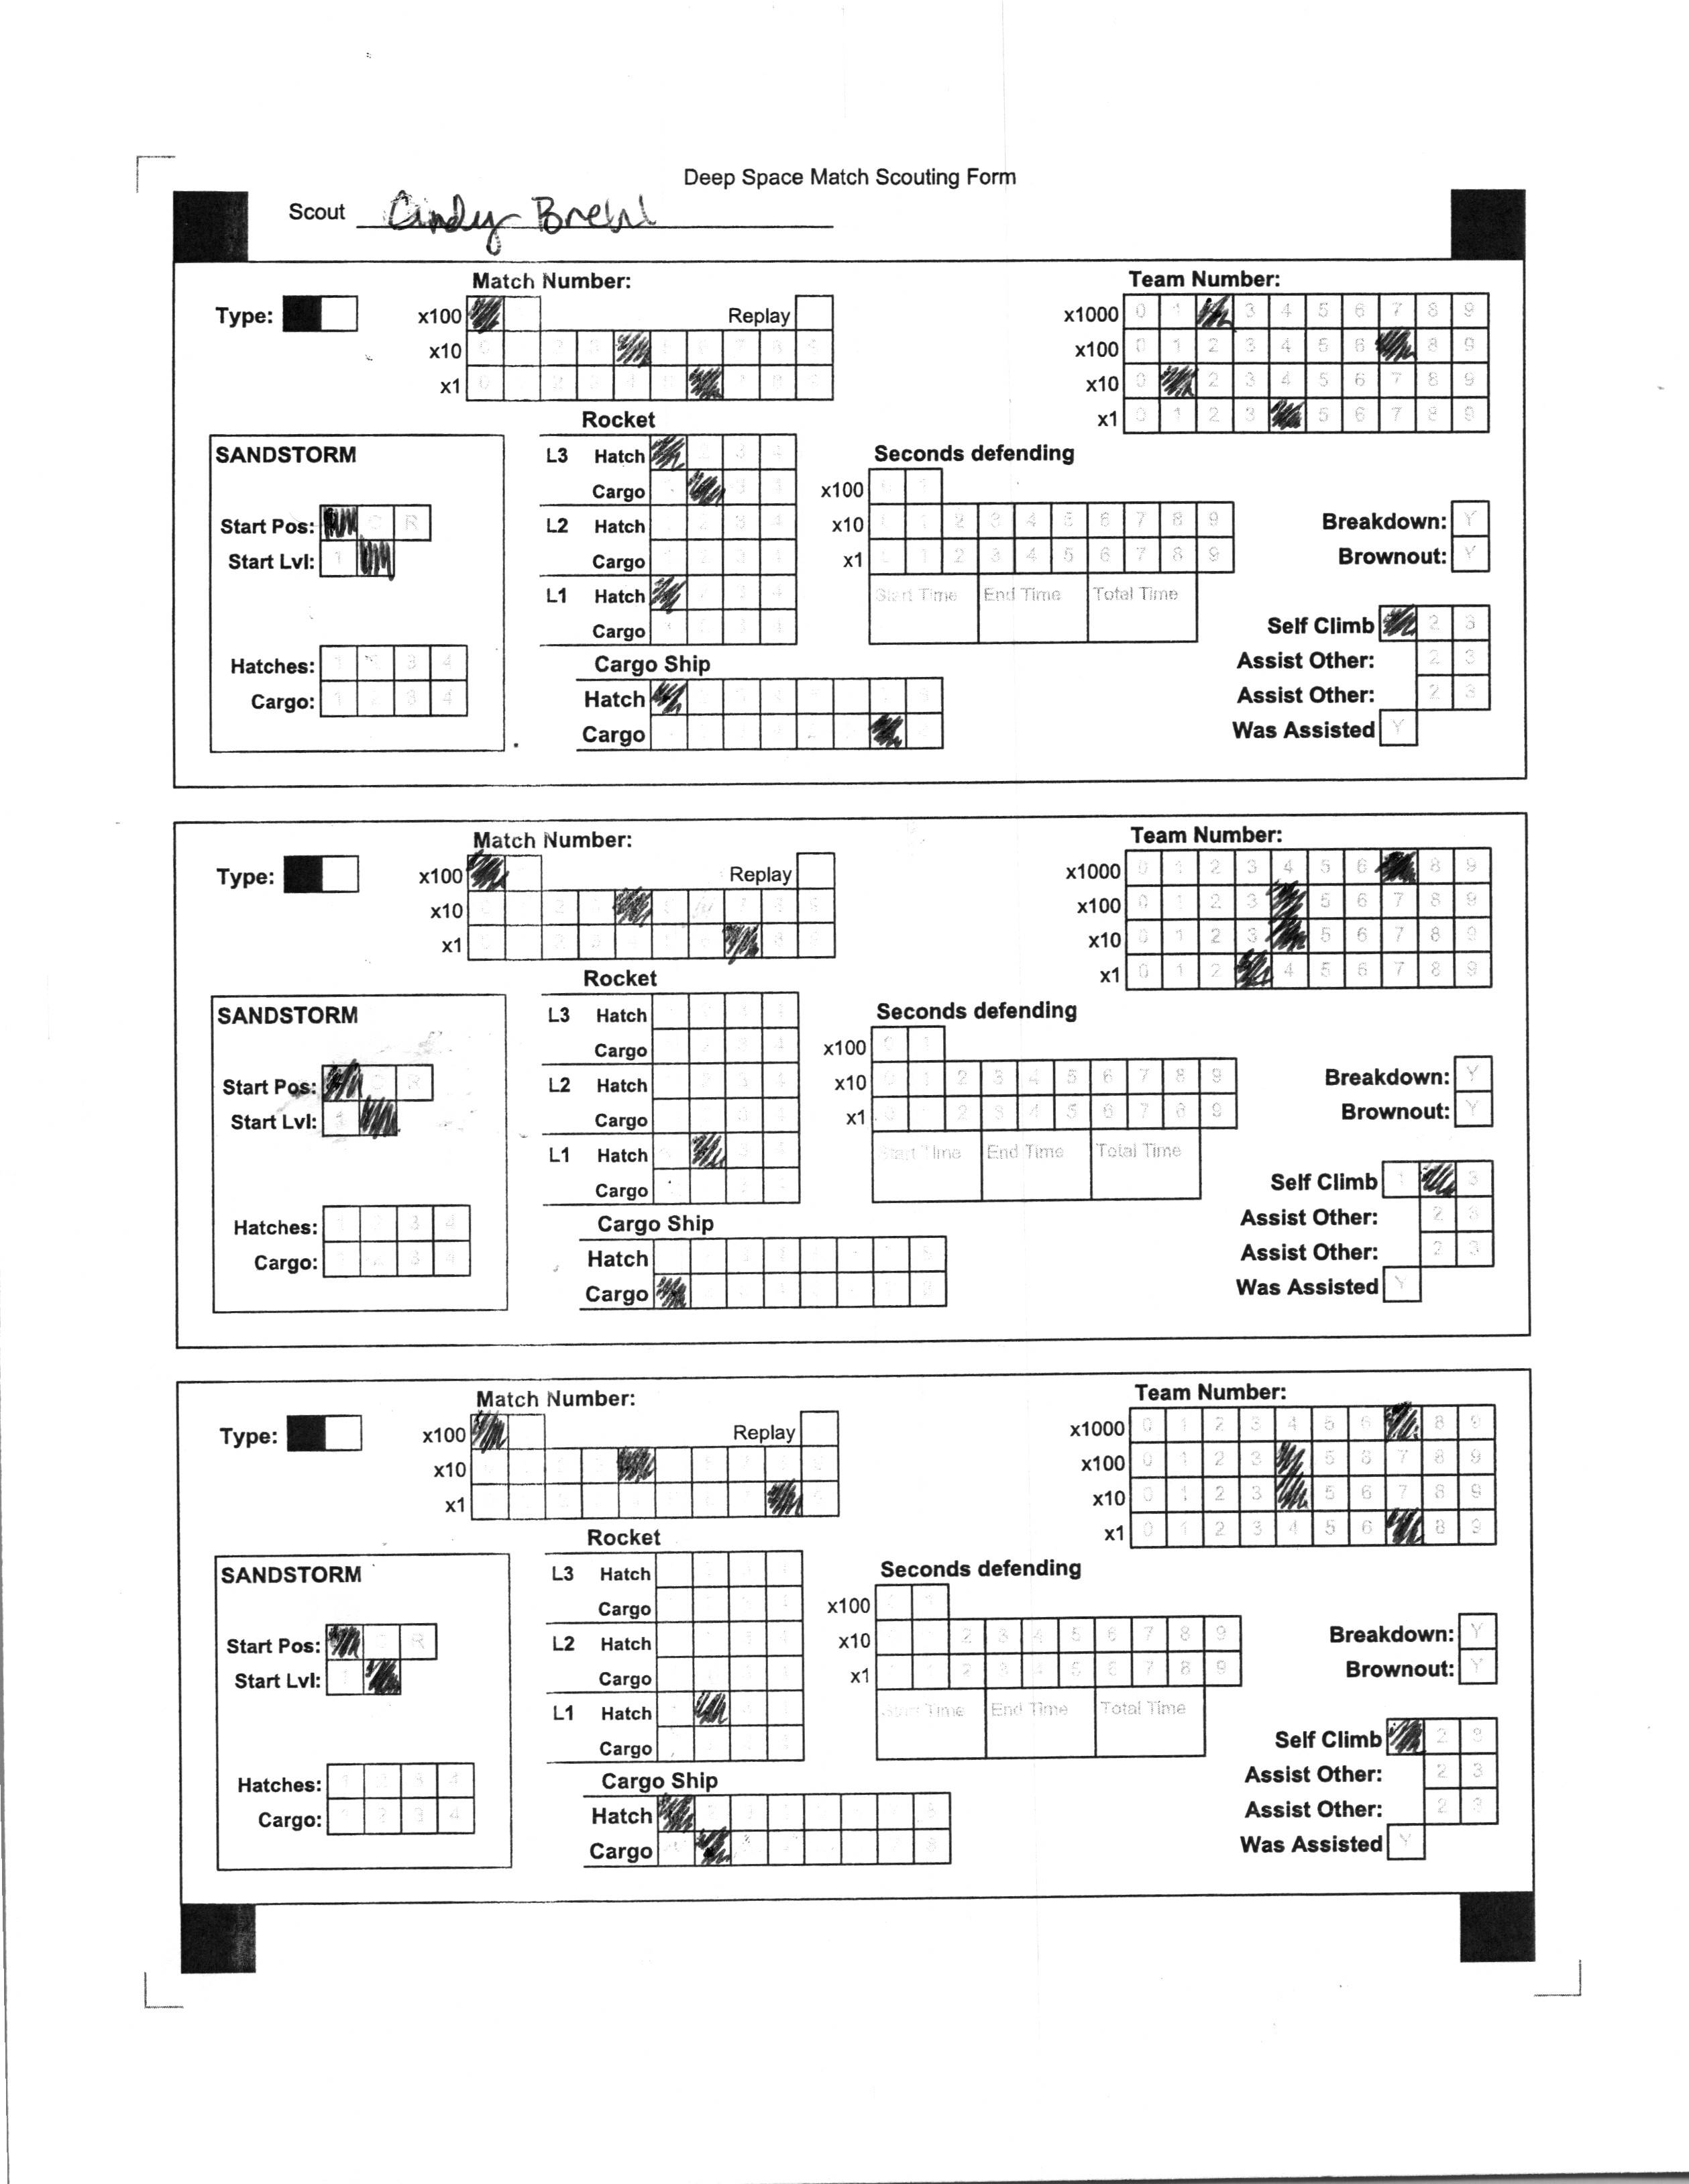 Deep Space Match Scouting Form
Scout Cindy Brehl
Match Number: Team Number:
Type: x100 Replay x1000 0 1 3 4 5 6 7 8 9
x10 2 3 7 8 x100 0 1 2 3 4 5 6 8 9
x1 0 2 3 4 7 8 x10 0 2 3 4 5 6 7 8 9
x1 0 1 2 3 5 6 7 8 9
Rocket
SANDSTORM L3 Hatch 3 4 Seconds defending
Cargo x100
Start Pos: R L2 Hatch 2 3 4 x10 2 3 4 5 6 7 8 9 Breakdown: Y
Start Lvl: 1 Cargo 2 3 4 x1 1 2 3 4 5 6 7 8 9 Brownout: Y
L1 Hatch 3 4 Start Time End Time Total Time
Cargo Self Climb 2 3
Hatches: 1 2 3 4 Cargo Ship Assist Other: 2 3
Cargo: 1 2 3 4 Hatch Assist Other: 2 3
Cargo Was Assisted Y
Match Number: Team Number:
Type: x100 Replay x1000 0 1 2 3 4 5 6 8 9
x10 2 x100 0 1 2 3 5 6 7 8 9
x1 x10 0 1 2 3 5 6 7 8 9
x1 0 1 2 4 5 6 7 8 9
Rocket
SANDSTORM L3 Hatch Seconds defending
Cargo x100 0 1
Start Pos: R L2 Hatch x10 0 1 2 3 4 5 6 7 8 9 Breakdown: Y
Start Lvl: Cargo x1 1 2 3 4 5 6 7 8 9 Brownout: Y
L1 Hatch Start Time End Time Total Time
Cargo Self Climb 1 3
Hatches: 1 2 3 4 Cargo Ship Assist Other: 2 3
Cargo: 1 2 3 4 Hatch Assist Other: 2 3
Cargo Was Assisted Y
Match Number: Team Number:
Type: x100 Replay x1000 0 1 2 3 4 5 6 8 9
x10 x100 0 1 2 3 5 6 7 8 9
x1 x10 0 1 2 3 5 6 7 8 9
x1 0 1 2 3 4 5 6 8 9
Rocket
SANDSTORM L3 Hatch Seconds defending
Cargo x100
Start Pos: R L2 Hatch x10 2 3 4 5 6 7 8 9 Breakdown: Y
Start Lvl: 1 Cargo x1 1 2 3 4 5 6 7 8 9 Brownout: Y
L1 Hatch Start Time End Time Total Time
Cargo Self Climb 2 3
Hatches: 1 2 3 4 Cargo Ship Assist Other: 2 3
Cargo: 1 2 3 4 Hatch Assist Other: 2 3
Cargo Was Assisted Y